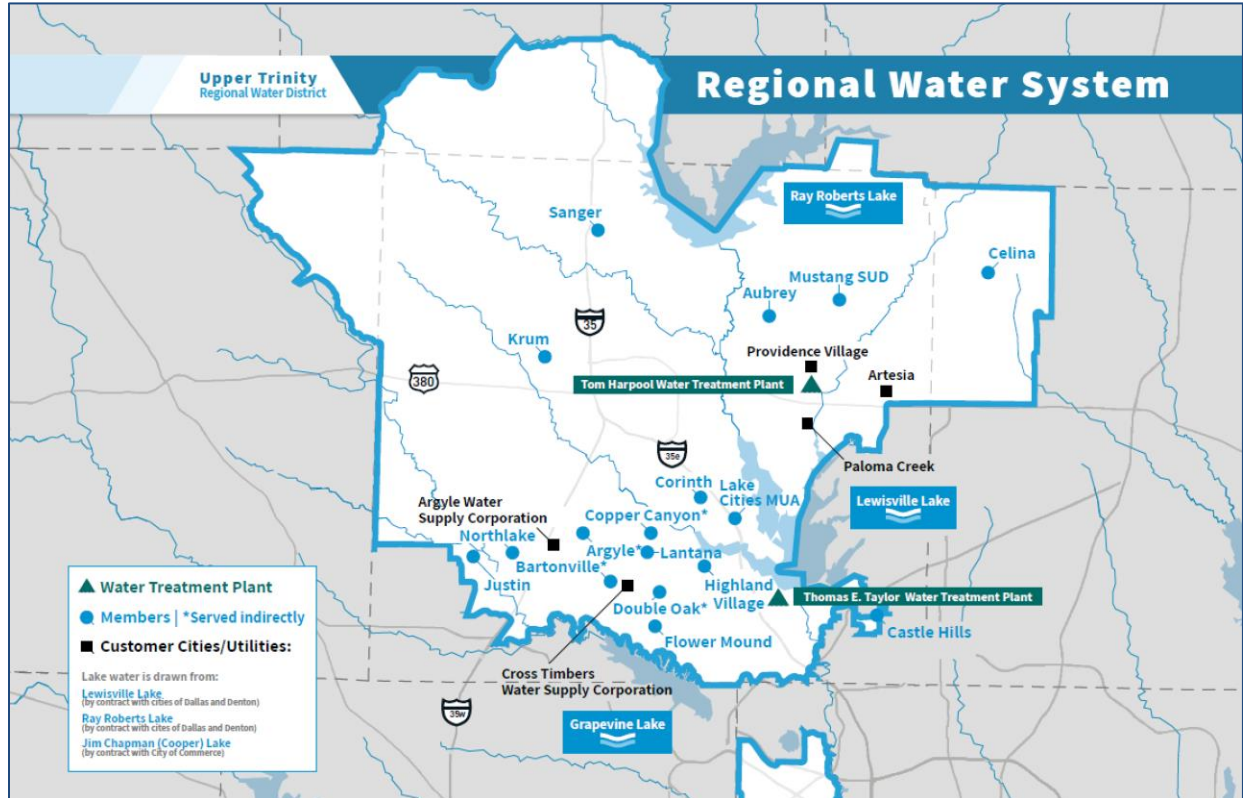 Upper Trinity
Regional Water District
Regional Water System
Ray Roberts Lake
Sanger
Celina
Mustang SUD
Aubrey
35
Krum
Providence Village
380
Tom Harpool Water Treatment Plant
Artesia
35e
Paloma Creek
Corinth
Lake
Cities MUA
Lewisville Lake
Argyle Water
Supply Corporation
Copper Canyon*
Northlake
Argyle*
Lantana
Bartonville*
Justin
Highland
Village
Thomas E. Taylor Water Treatment Plant
Double Oak*
Castle Hills
Flower Mound
Cross Timbers
Water Supply Corporation
35w
Grapevine Lake
Water Treatment Plant
Members | *Served indirectly
Customer Cities/Utilities:
Lake water is drawn from:
Lewisville Lake
(by contract with cities of Dallas and Denton)
Ray Roberts Lake
(by contract with cites of Dallas and Denton)
Jim Chapman (Cooper) Lake
(by contract with City of Commerce)